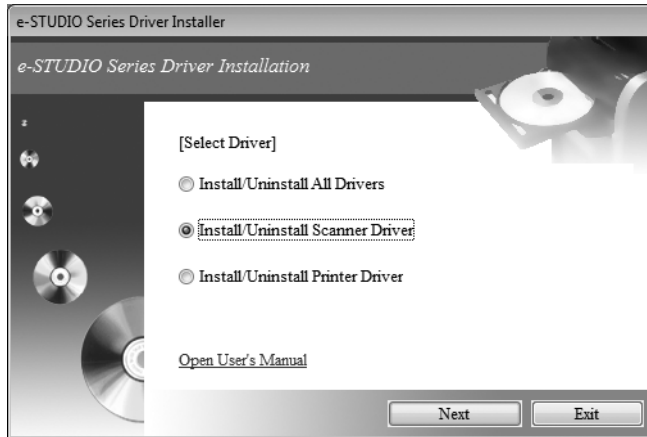 e-STUDIO Series Driver Installer
e-STUDIO Series Driver Installation
[Select Driver]
Install/Uninstall All Drivers
Install/Uninstall Scanner Driver
Install/Uninstall Printer Driver
Open User's Manual
Next
Exit